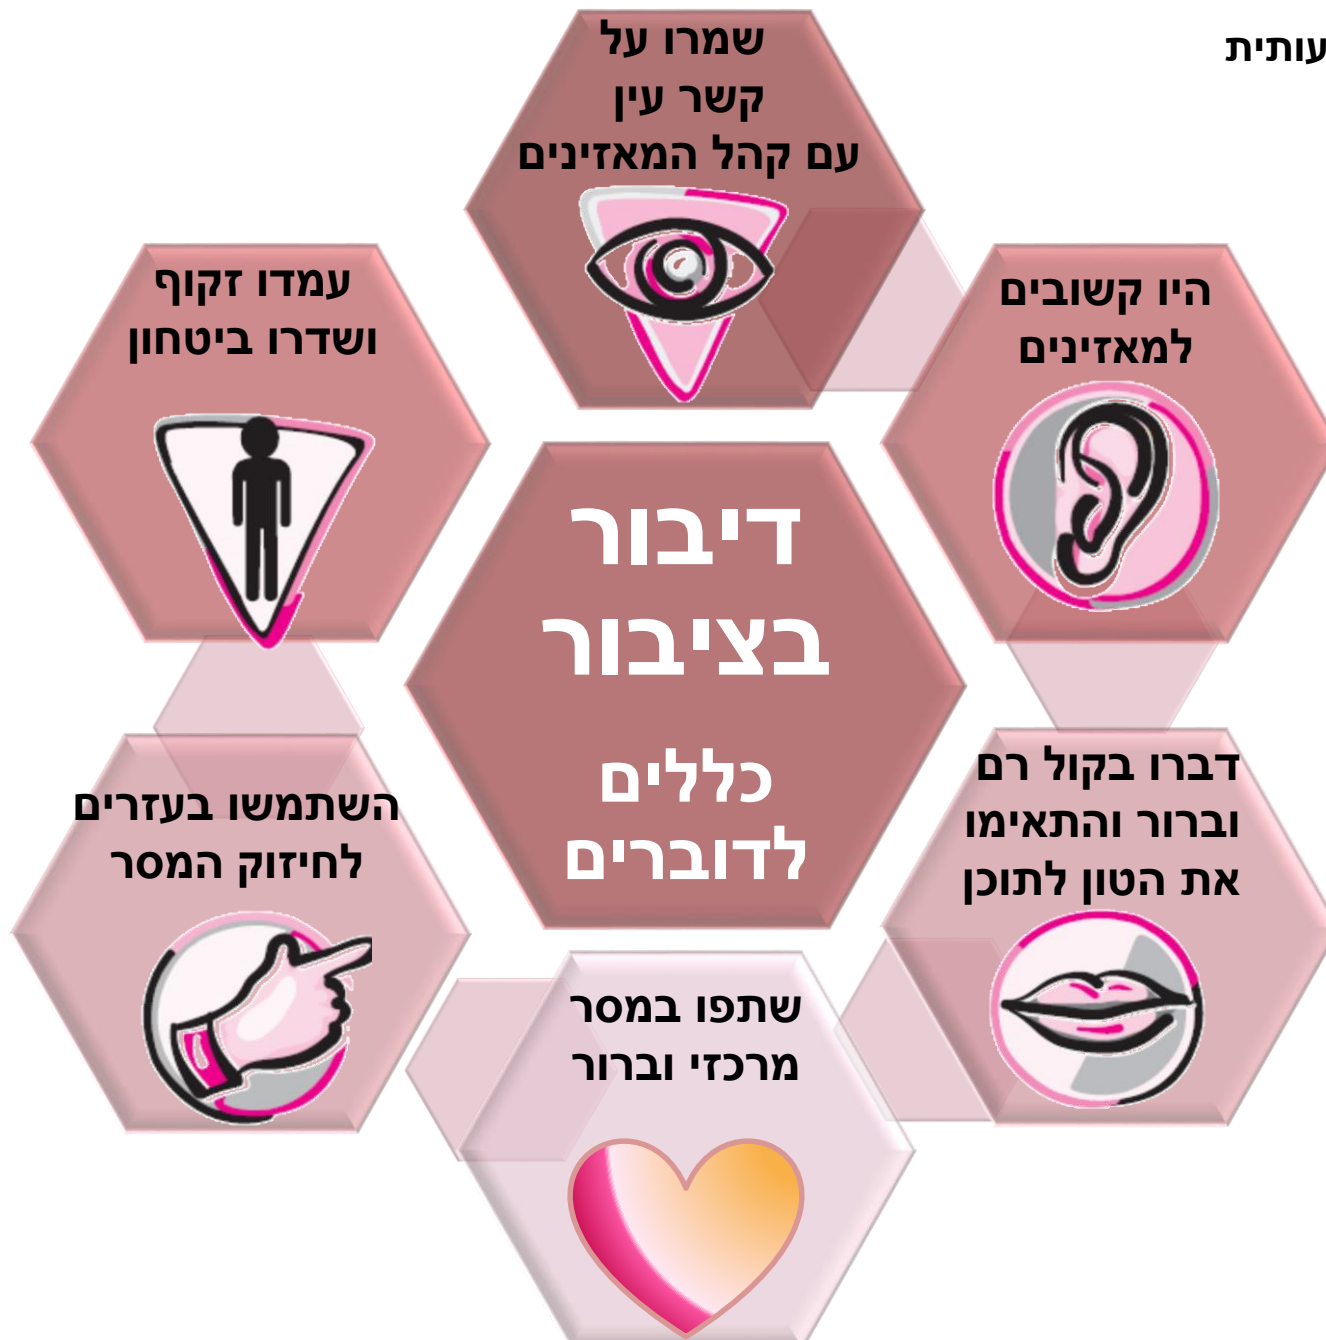 עותית
שמרו על
קשר עין
עם קהל המאזינים
היו קשובים
למאזינים
דברו בקול רם
וברור והתאימו
את הטון לתוכן
שתפו במסר
מרכזי וברור
השתמשו בעזרים
לחיזוק המסר
עמדו זקוף
ושדרו ביטחון
דיבור
בציבור
כללים
לדוברים